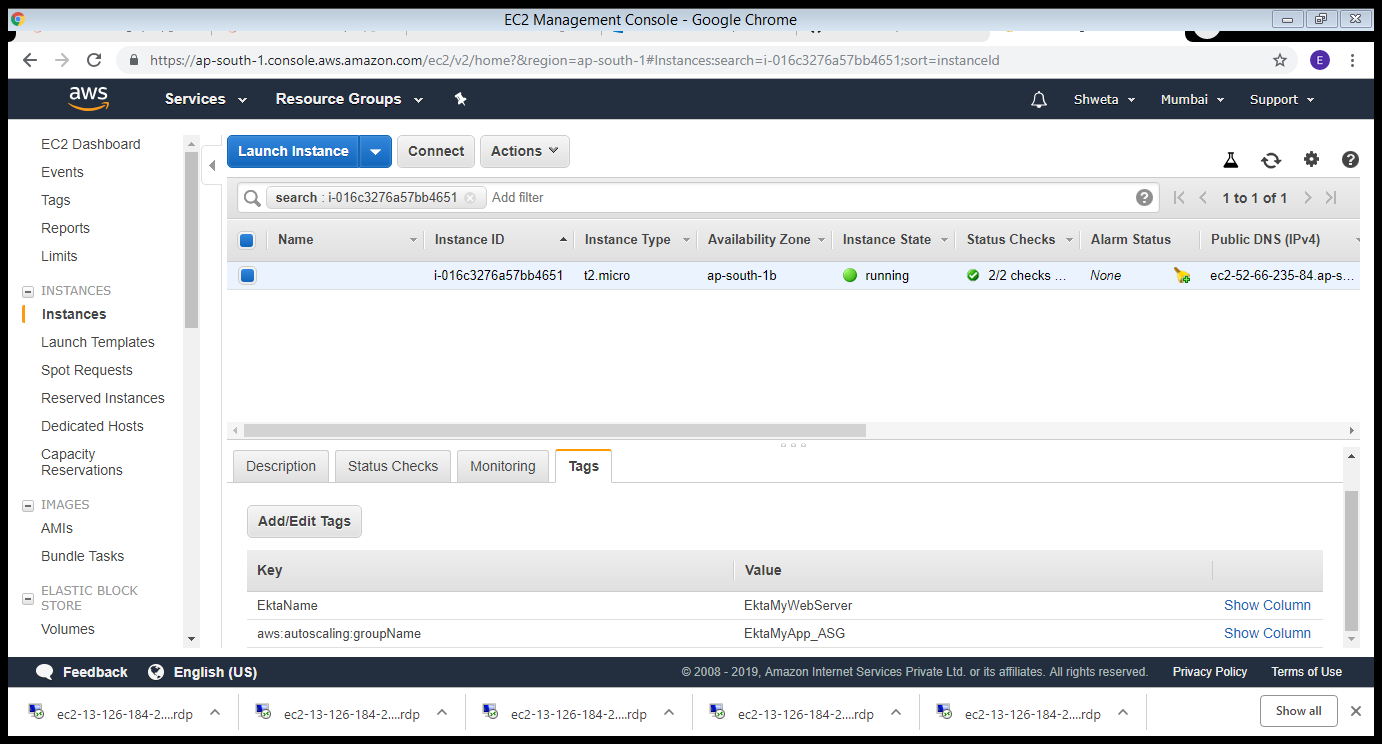 EC2 Management Console - Google Chrome
https://ap-south-1.console.aws.amazon.com/ec2/v2/home?&region=ap-south-1#Instances:search=i-016c3276a57bb4651;sort=instanceId
E
aws Services Resource Groups Shweta Mumbai Support
EC2 Dashboard
Events
Tags
Reports
Limits
INSTANCES
Instances
Launch Templates
Spot Requests
Reserved Instances
Dedicated Hosts
Capacity
Reservations
IMAGES
AMIs
Bundle Tasks
ELASTIC BLOCK
STORE
Volumes
Launch Instance Connect Actions
search : i-016c3276a57bb4651 Add filter 1 to 1 of 1
Name Instance ID Instance Type Availability Zone Instance State Status Checks Alarm Status Public DNS (IPv4)
i-016c3276a57bb4651 t2.micro ap-south-1b running 2/2 checks ... None ec2-52-66-235-84.ap-s...
Description Status Checks Monitoring Tags
Add/Edit Tags
Key Value
EktaName EktaMyWebServer Show Column
aws:autoscaling:groupName EktaMyApp_ASG Show Column
Feedback English (US) © 2008 - 2019, Amazon Internet Services Private Ltd. or its affiliates. All rights reserved. Privacy Policy Terms of Use
ec2-13-126-184-2....rdp ec2-13-126-184-2....rdp ec2-13-126-184-2....rdp ec2-13-126-184-2....rdp ec2-13-126-184-2....rdp Show all